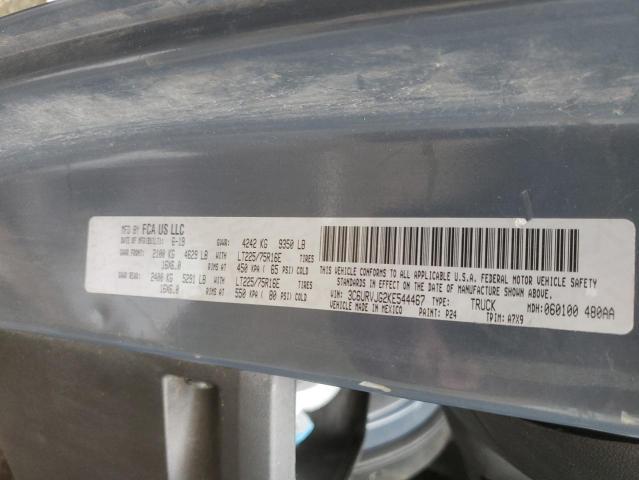 MFD BY FCA US LLC
DATE OF MFR(BUILT): 6-19 GVWR: 4242 KG 9350 LB
GAWR FRONT: 2100 KG 4629 LB LT225/75R16E TIRES
16X6.0 RIMS AT 450 KPA( 65 PSI) COLD
GAWR REAR: 2400 KG 5291 LB LT225/75R16E TIRES
16X6.0 RIMS AT 550 KPA( 80 PSI) COLD
THIS VEHICLE CONFORMS TO ALL APPLICABLE U.S.A. FEDERAL MOTOR VEHICLE SAFETY
STANDARDS IN EFFECT ON THE DATE OF MANUFACTURE SHOWN ABOVE.
VIN: 3C6URVJG2KE544467 TYPE: TRUCK MDH: 060100 480AA
VEHICLE MADE IN MEXICO PAINT: P24 TRIM: A7X9